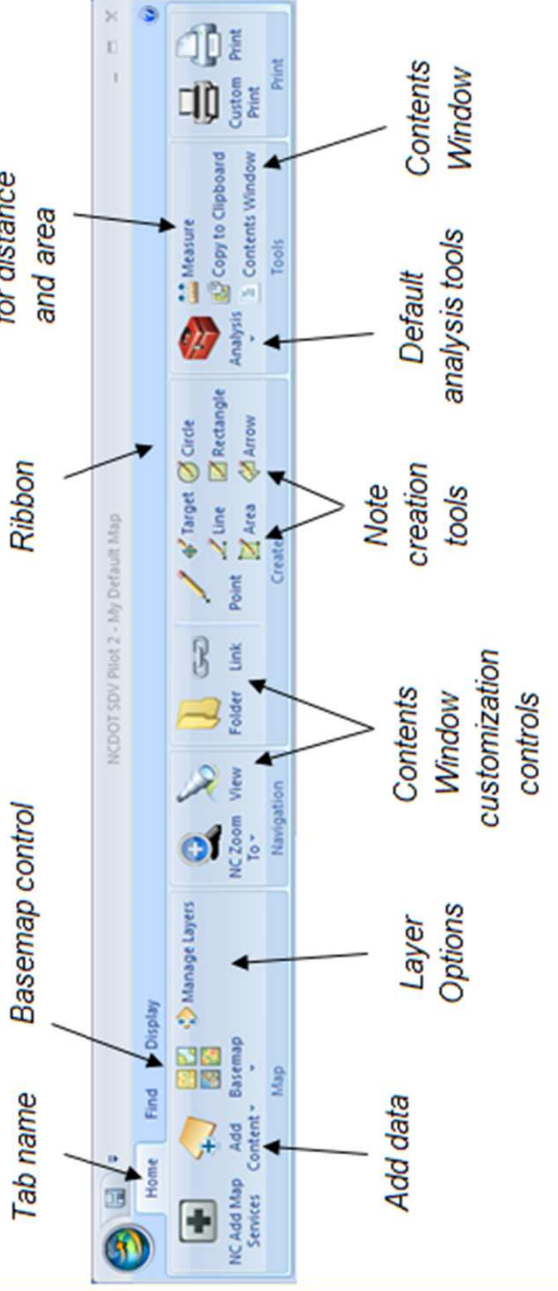 Tab name
Basemap control
Ribbon
for distance
and area
NCDOT SDV Pilot 2 - My Default Map
Home
Find
Display
NC Add Map
Services
Add
Content
Basemap
Manage Layers
Map
NC Zoom
To
View
Navigation
Folder
Link
Point
Target
Line
Area
Circle
Rectangle
Arrow
Create
Analysis
Measure
Copy to Clipboard
Contents Window
Tools
Custom
Print
Print
Print
Add data
Layer
Options
Contents
Window
customization
controls
Note
creation
tools
Default
analysis tools
Contents
Window